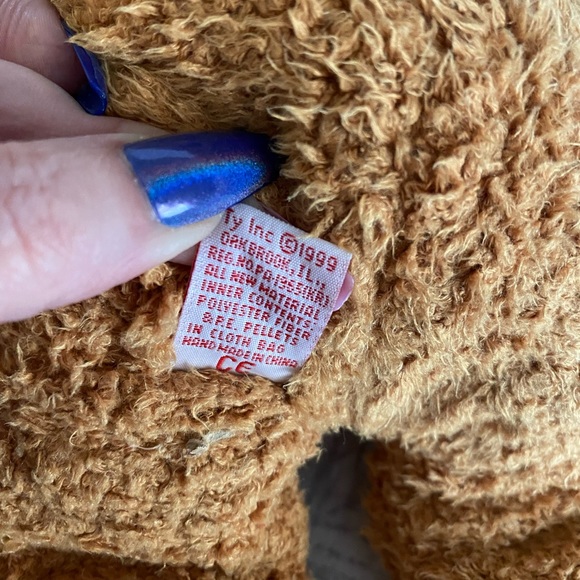 Ty Inc ©1999
OAKBROOK, IL.,
REG.NO.PA.1965(KR)
ALL NEW MATERIAL
INNER CONTENTS:
POLYESTER FIBER
& P.E. PELLETS
IN CLOTH BAG
HAND MADE IN CHINA
CE